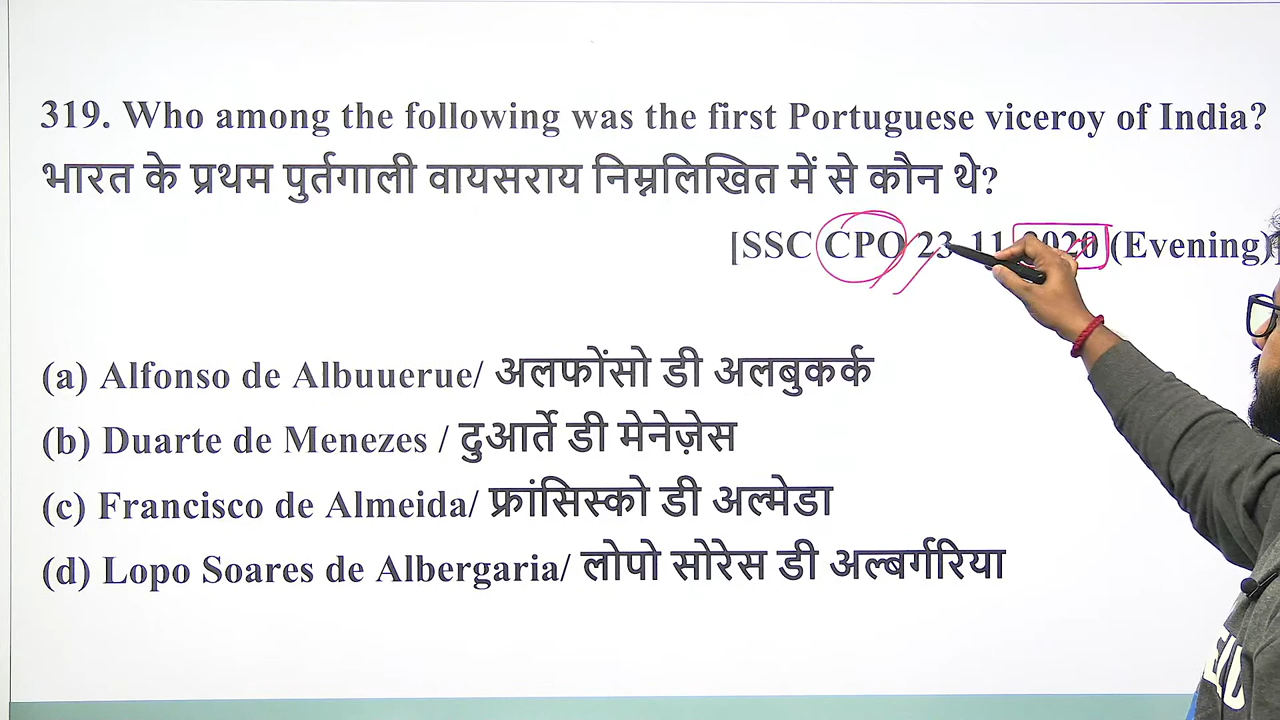 319. Who among the following was the first Portuguese viceroy of India?
भारत के प्रथम पुर्तगाली वायसराय निम्नलिखित में से कौन थे?
[SSC CPO 23-11-2020 (Evening)]
(a) Alfonso de Albuuerue/ अलफोंसो डी अलबुकर्क
(b) Duarte de Menezes / दुआर्ते डी मेनेज़ेस
(c) Francisco de Almeida/ फ्रांसिस्को डी अल्मेडा
(d) Lopo Soares de Albergaria/ लोपो सोरेस डी अल्बर्गरिया